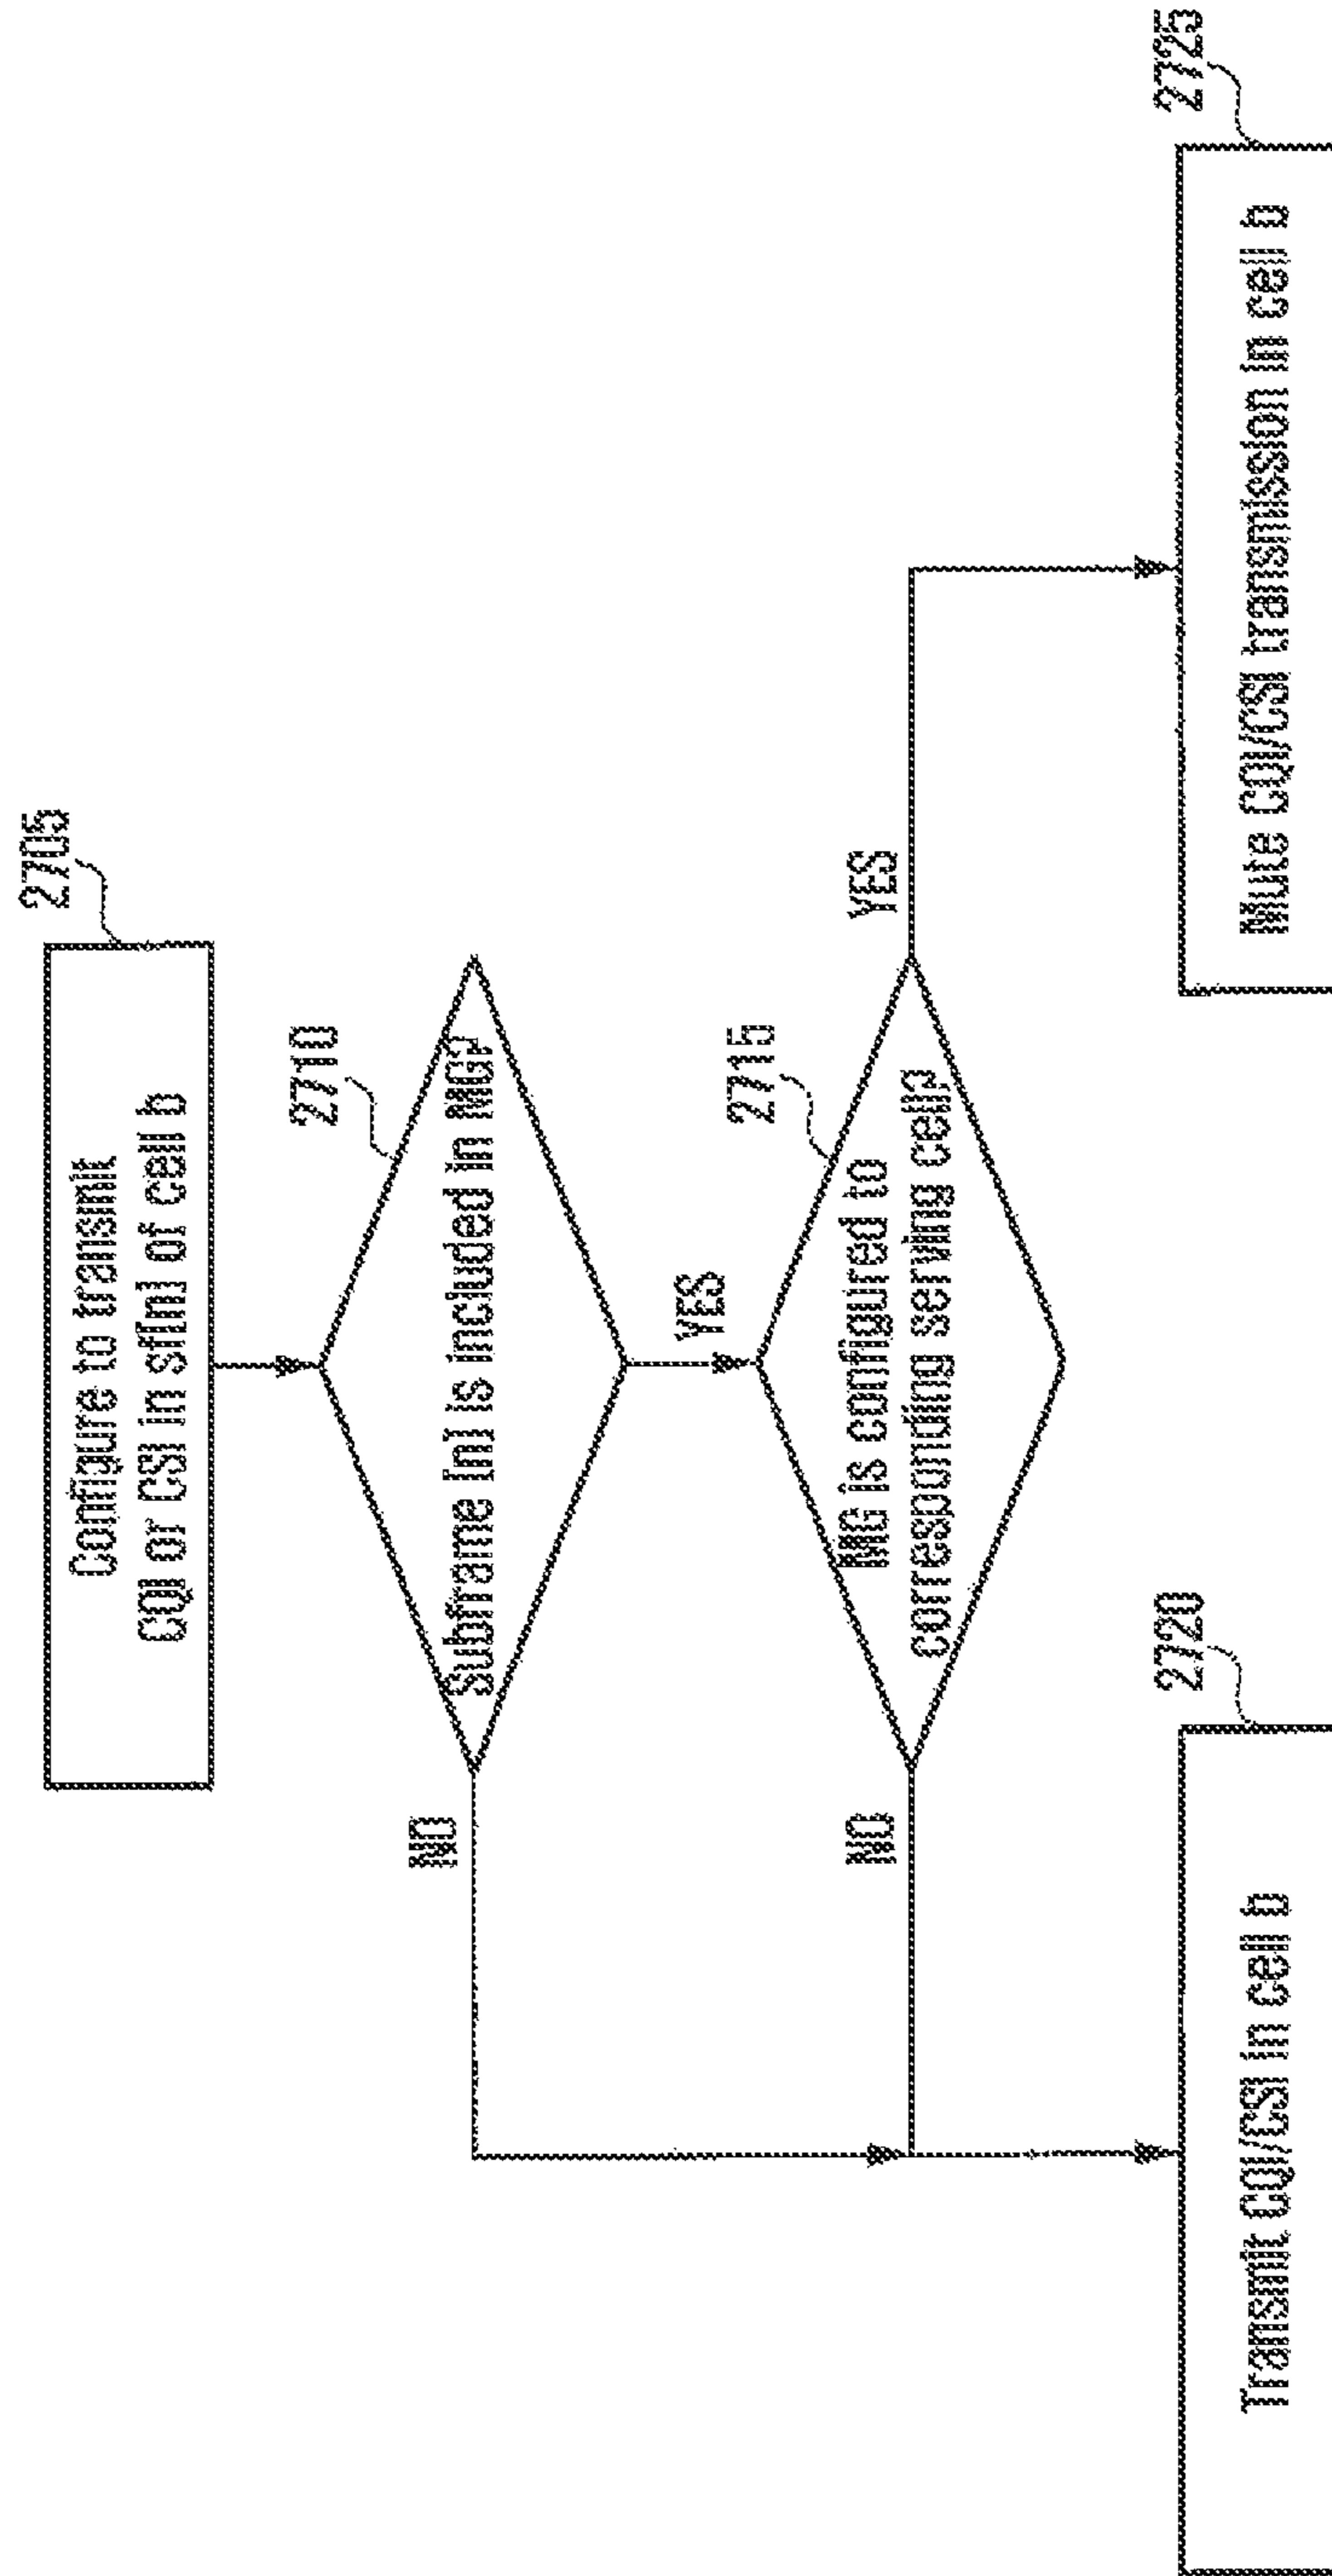 2705
Configure to transmit
CQI or CSI in sf[n] of cell b
2710
Subframe [n] is included in MG?
NO
YES
2715
MG is configured to
corresponding serving cell?
NO
YES
2720
Transmit CQI/CSI in cell b
2725
Mute CQI/CSI transmission in cell b